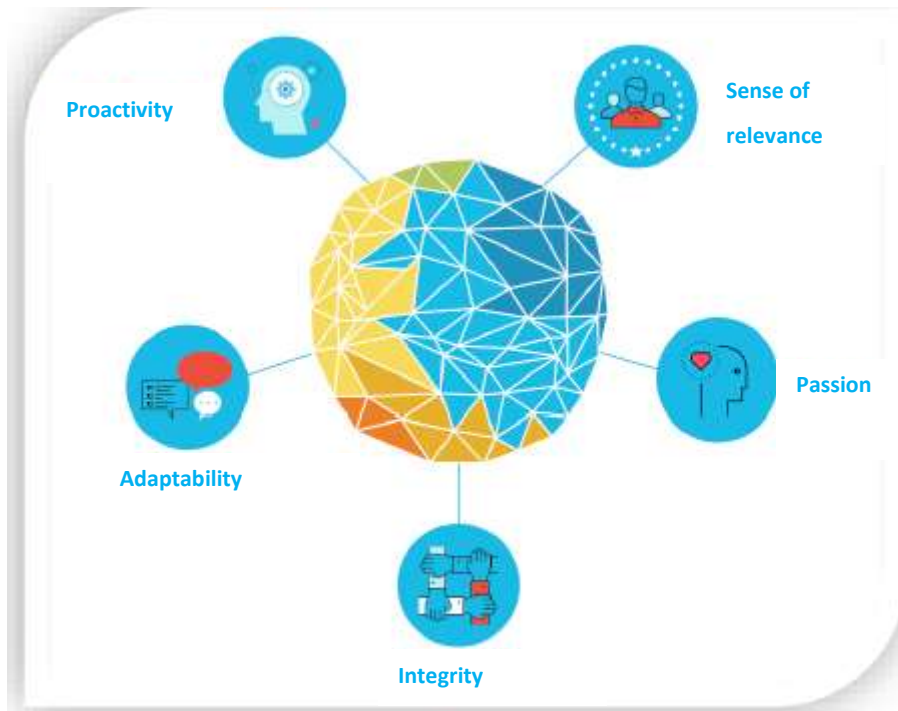 Proactivity
Sense of
relevance
Passion
Adaptability
Integrity